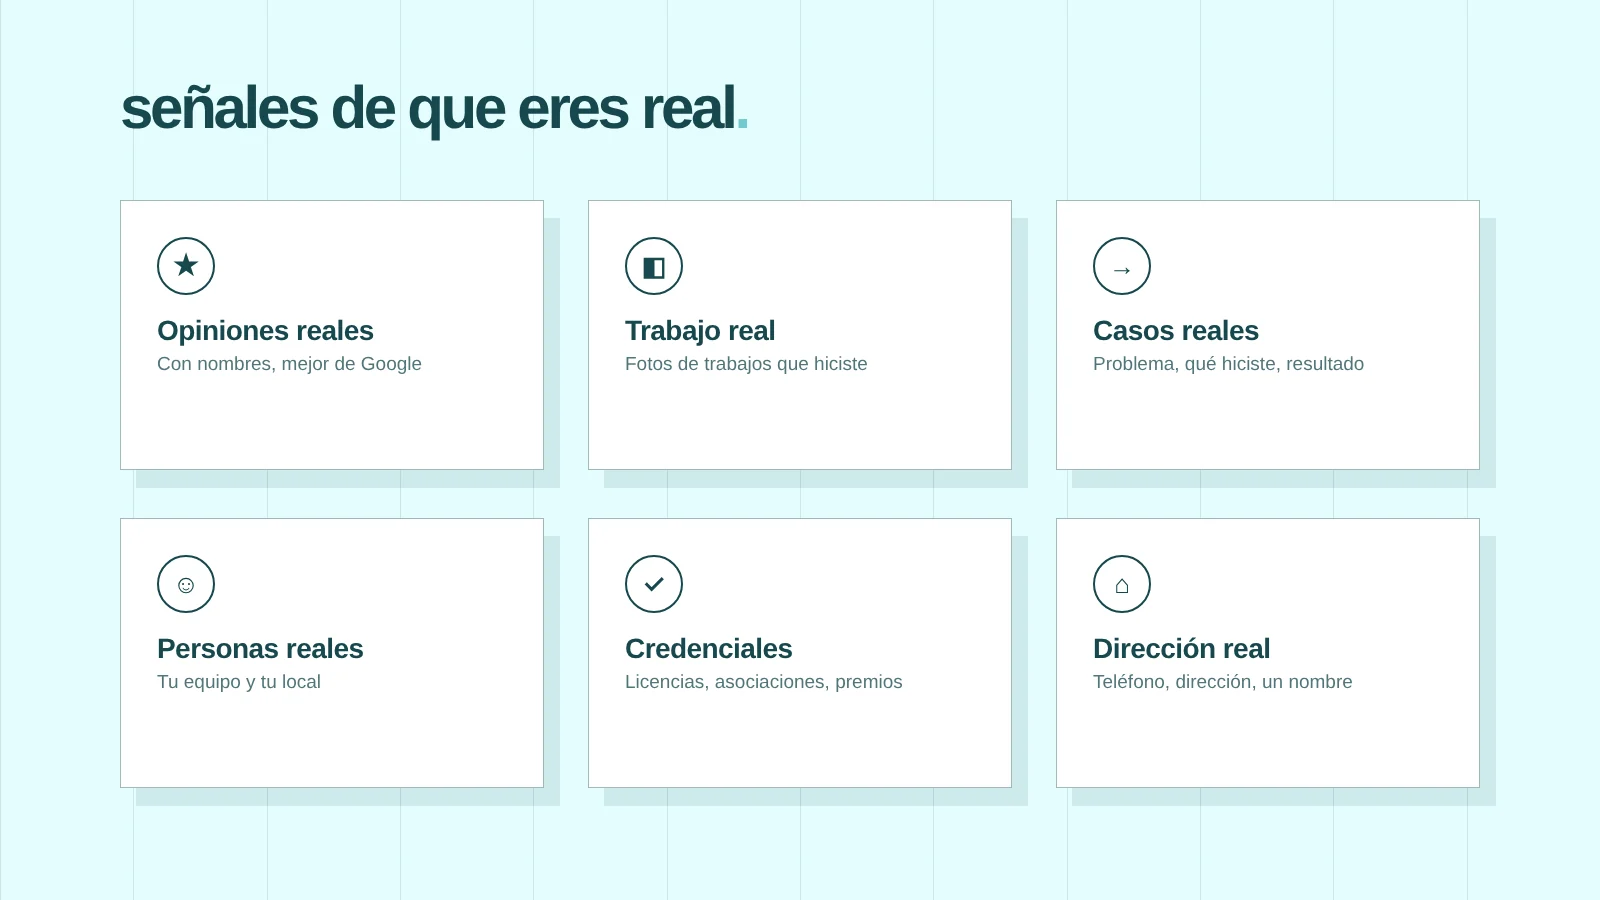 señales de que eres real.
Opiniones reales
Con nombres, mejor de Google
Trabajo real
Fotos de trabajos que hiciste
Casos reales
Problema, qué hiciste, resultado
Personas reales
Tu equipo y tu local
Credenciales
Licencias, asociaciones, premios
Dirección real
Teléfono, dirección, un nombre